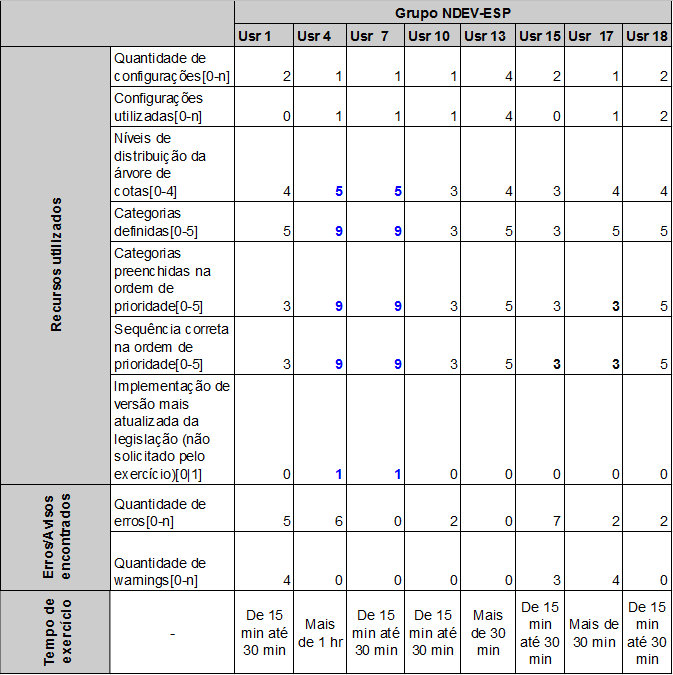 Grupo NDEV-ESP
Usr 1 Usr 4 Usr 7 Usr 10 Usr 13 Usr 15 Usr 17 Usr 18
Recursos utilizados
Quantidade de
configurações[0-n] 2 1 1 1 4 2 1 2
Configurações
utilizadas[0-n] 0 1 1 1 4 0 1 2
Níveis de
distribuição da
árvore de
cotas[0-4] 4 5 5 3 4 3 4 4
Categorias
definidas[0-5] 5 9 9 3 5 3 5 5
Categorias
preenchidas na
ordem de
prioridade[0-5] 3 9 9 3 5 3 3 5
Sequência correta
na ordem de
prioridade[0-5] 3 9 9 3 5 3 3 5
Implementação de
versão mais
atualizada da
legislação (não
solicitado pelo
exercício)[0|1] 0 1 1 0 0 0 0 0
Erros/Avisos
encontrados
Quantidade de
erros[0-n] 5 6 0 2 0 7 2 2
Quantidade de
warnings[0-n] 4 0 0 0 0 3 4 0
Tempo de
exercício
-
De 15
min até
30 min
Mais
de 1 hr
De 15
min até
30 min
De 15
min até
30 min
Mais
de 30
min
De 15
min
até 30
min
Mais de
30 min
De 15
min
até 30
min